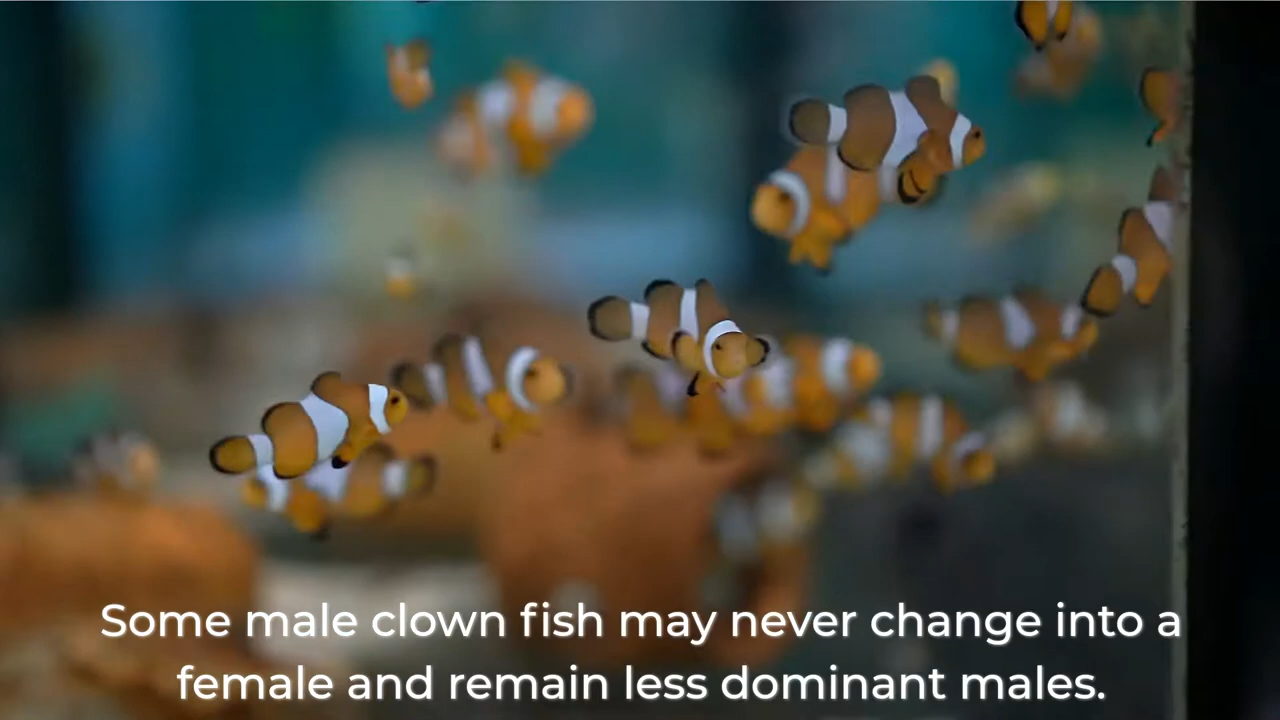 Some male clown fish may never change into a
female and remain less dominant males.